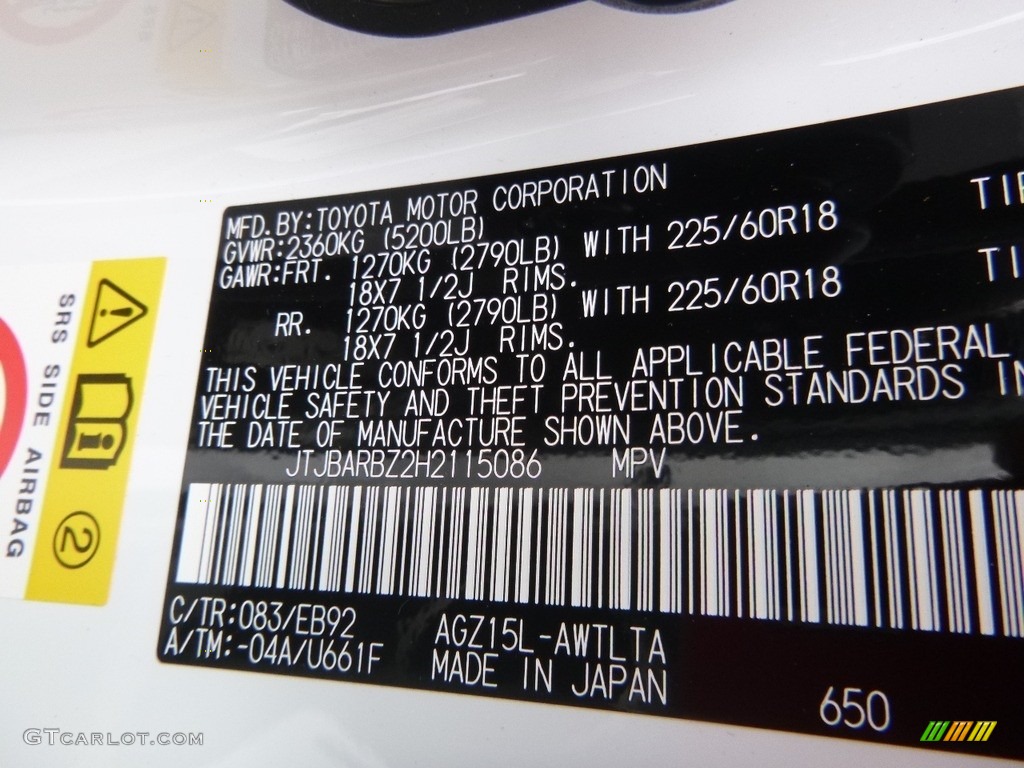 MFD.BY:TOYOTA MOTOR CORPORATION
GVWR:2360KG (5200LB)
GAWR:FRT. 1270KG (2790LB) WITH 225/60R18
18X7 1/2J RIMS.
RR. 1270KG (2790LB) WITH 225/60R18
18X7 1/2J RIMS.
THIS VEHICLE CONFORMS TO ALL APPLICABLE FEDERAL
VEHICLE SAFETY AND THEFT PREVENTION STANDARDS IN
THE DATE OF MANUFACTURE SHOWN ABOVE.
JTJBARBZ2H2115086 MPV
C/TR:083/EB92 AGZ15L-AWTLTA
A/TM:-04A/U661F MADE IN JAPAN
650
SRS SIDE AIRBAG
2
GTcarlot.com